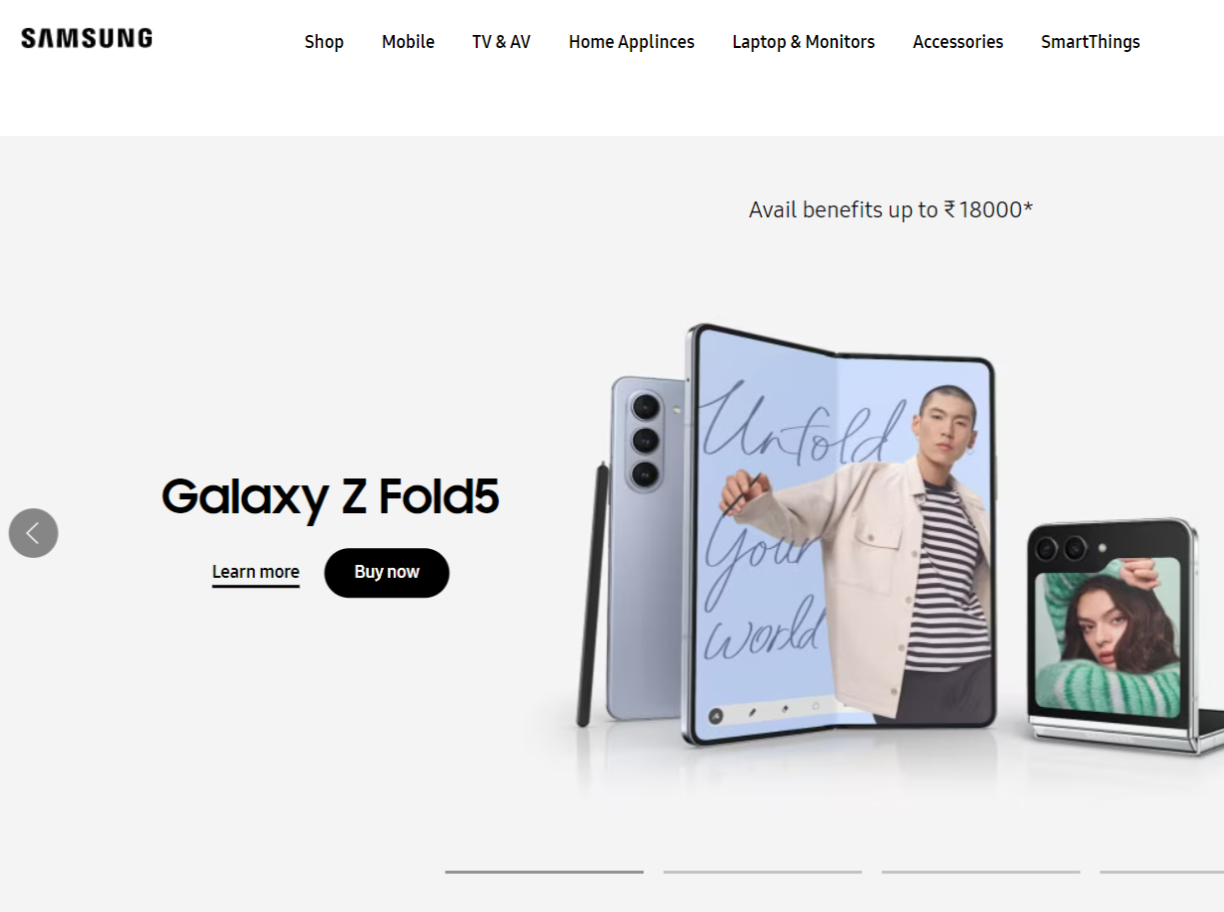 SAMSUNG
Shop Mobile TV & AV Home Applinces Laptop & Monitors Accessories SmartThings
Avail benefits up to ₹ 18000*
Unfold
Your
world
Galaxy Z Fold5
Learn more Buy now